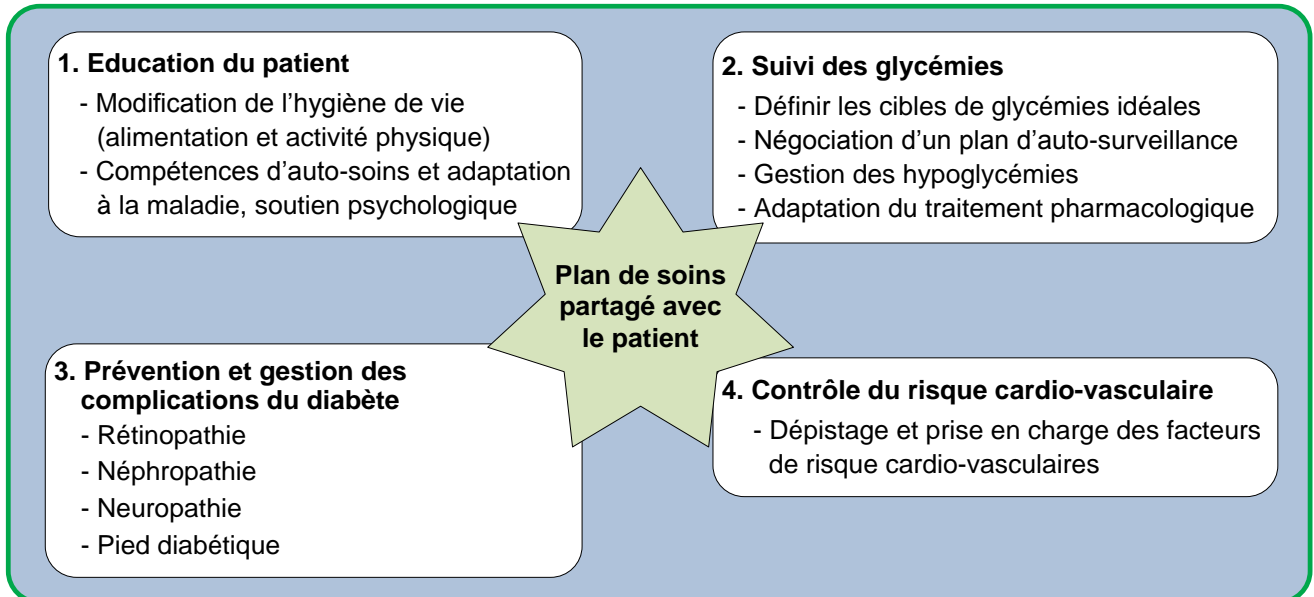 1. Education du patient
- Modification de l’hygiène de vie
(alimentation et activité physique)
- Compétences d’auto-soins et adaptation
à la maladie, soutien psychologique
2. Suivi des glycémies
- Définir les cibles de glycémies idéales
- Négociation d’un plan d’auto-surveillance
- Gestion des hypoglycémies
- Adaptation du traitement pharmacologique
Plan de soins
partagé avec
le patient
3. Prévention et gestion des
complications du diabète
- Rétinopathie
- Néphropathie
- Neuropathie
- Pied diabétique
4. Contrôle du risque cardio-vasculaire
- Dépistage et prise en charge des facteurs
de risque cardio-vasculaires